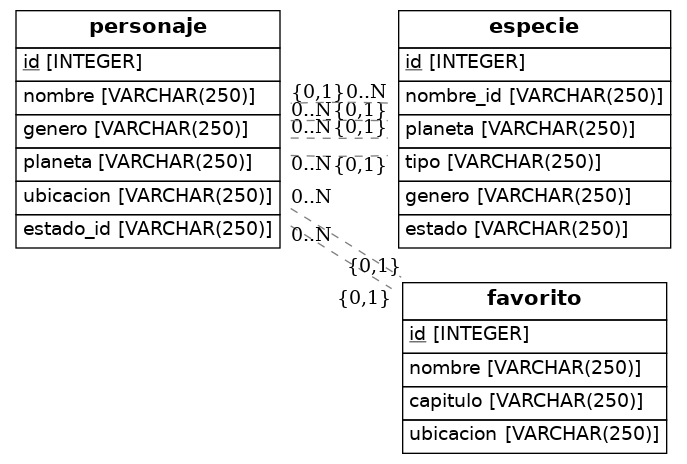 personaje
id [INTEGER]
nombre [VARCHAR(250)]
genero [VARCHAR(250)]
planeta [VARCHAR(250)]
ubicacion [VARCHAR(250)]
estado_id [VARCHAR(250)]
{0,1} 0..N
0..N {0,1}
0..N {0,1}
0..N {0,1}
0..N
0..N
{0,1}
{0,1}
especie
id [INTEGER]
nombre_id [VARCHAR(250)]
planeta [VARCHAR(250)]
tipo [VARCHAR(250)]
genero [VARCHAR(250)]
estado [VARCHAR(250)]
favorito
id [INTEGER]
nombre [VARCHAR(250)]
capitulo [VARCHAR(250)]
ubicacion [VARCHAR(250)]